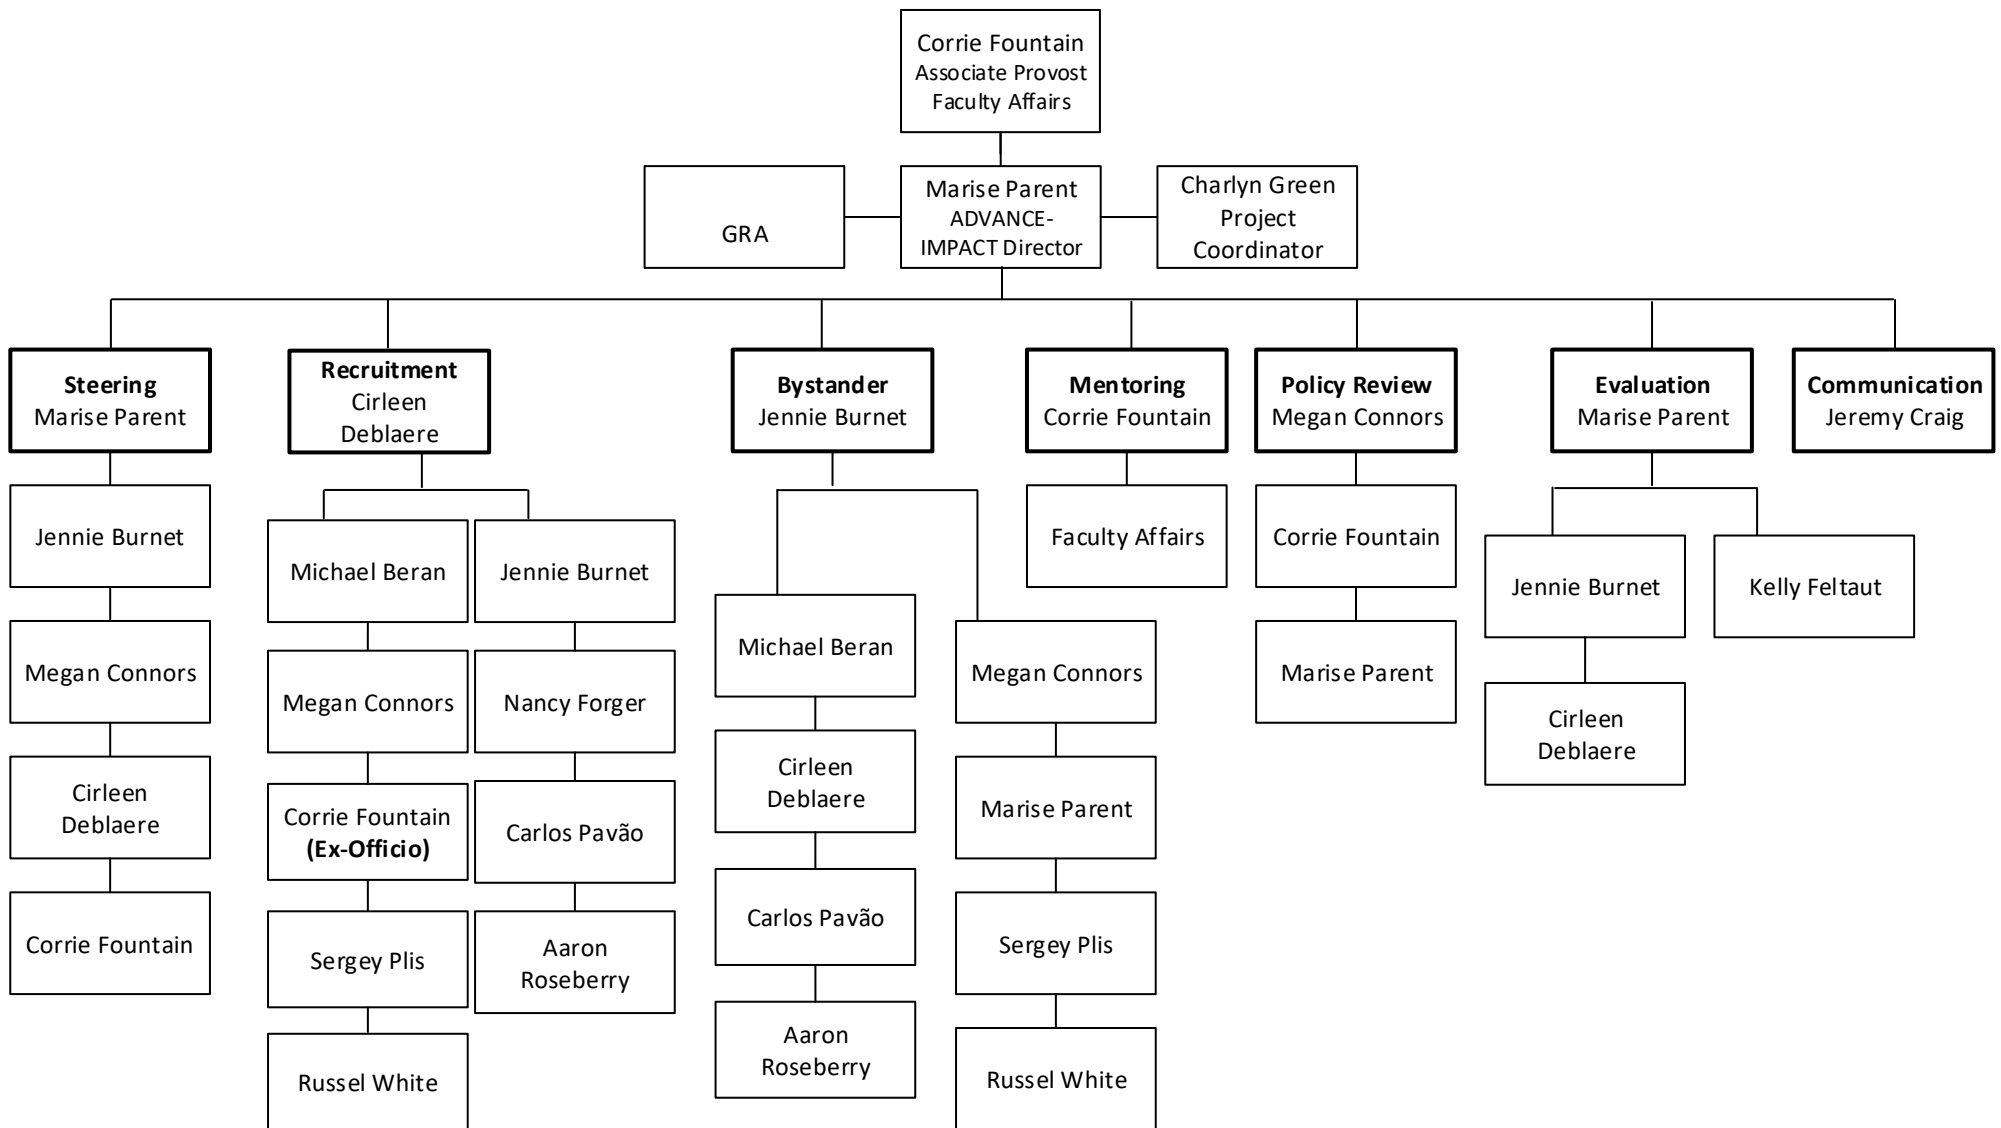 Corrie Fountain
Associate Provost
Faculty Affairs
GRA
Marise Parent
ADVANCE-
IMPACT Director
Charlyn Green
Project
Coordinator
Steering
Marise Parent
Recruitment
Cirleen
Deblaere
Bystander
Jennie Burnet
Mentoring
Corrie Fountain
Policy Review
Megan Connors
Evaluation
Marise Parent
Communication
Jeremy Craig
Jennie Burnet
Megan Connors
Cirleen
Deblaere
Corrie Fountain
Michael Beran
Megan Connors
Corrie Fountain
(Ex-Officio)
Sergey Plis
Russel White
Jennie Burnet
Nancy Forger
Carlos Pavão
Aaron
Roseberry
Michael Beran
Cirleen
Deblaere
Carlos Pavão
Aaron
Roseberry
Megan Connors
Marise Parent
Sergey Plis
Russel White
Faculty Affairs
Corrie Fountain
Marise Parent
Jennie Burnet
Cirleen
Deblaere
Kelly Feltaut